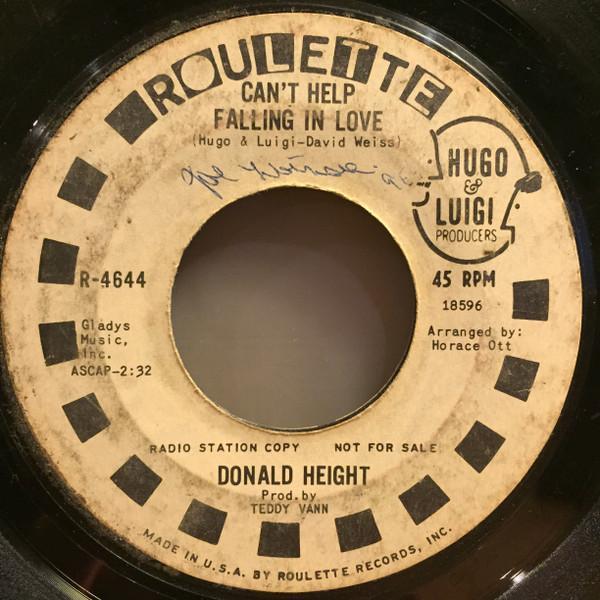 ROULETTE
CAN'T HELP
FALLING IN LOVE
(Hugo & Luigi-David Weiss)
HUGO
&
LUIGI
PRODUCERS
R-4644
45 RPM
18596
Gladys
Music,
Inc.
ASCAP-2:32
Arranged by:
Horace Ott
RADIO STATION COPY NOT FOR SALE
DONALD HEIGHT
Prod.by
TEDDY VANN
MADE IN U.S.A. BY ROULETTE RECORDS, INC.